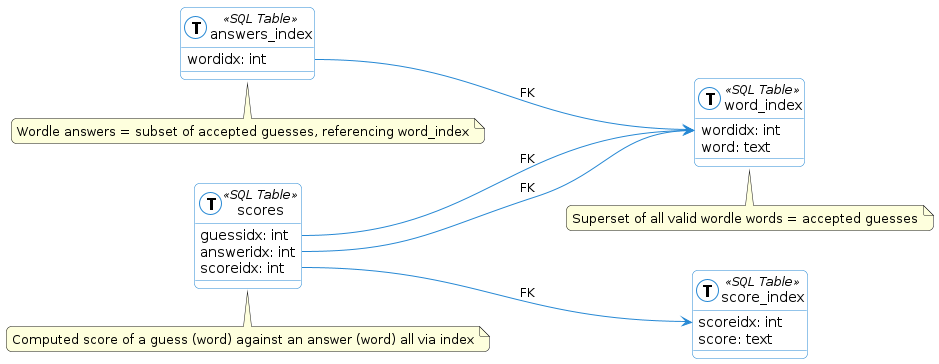 T
«SQL Table»
answers_index
wordidx: int
Wordle answers = subset of accepted guesses, referencing word_index
FK
T
«SQL Table»
word_index
wordidx: int
word: text
Superset of all valid wordle words = accepted guesses
FK
FK
T
«SQL Table»
scores
guessidx: int
answeridx: int
scoreidx: int
Computed score of a guess (word) against an answer (word) all via index
FK
T
«SQL Table»
score_index
scoreidx: int
score: text